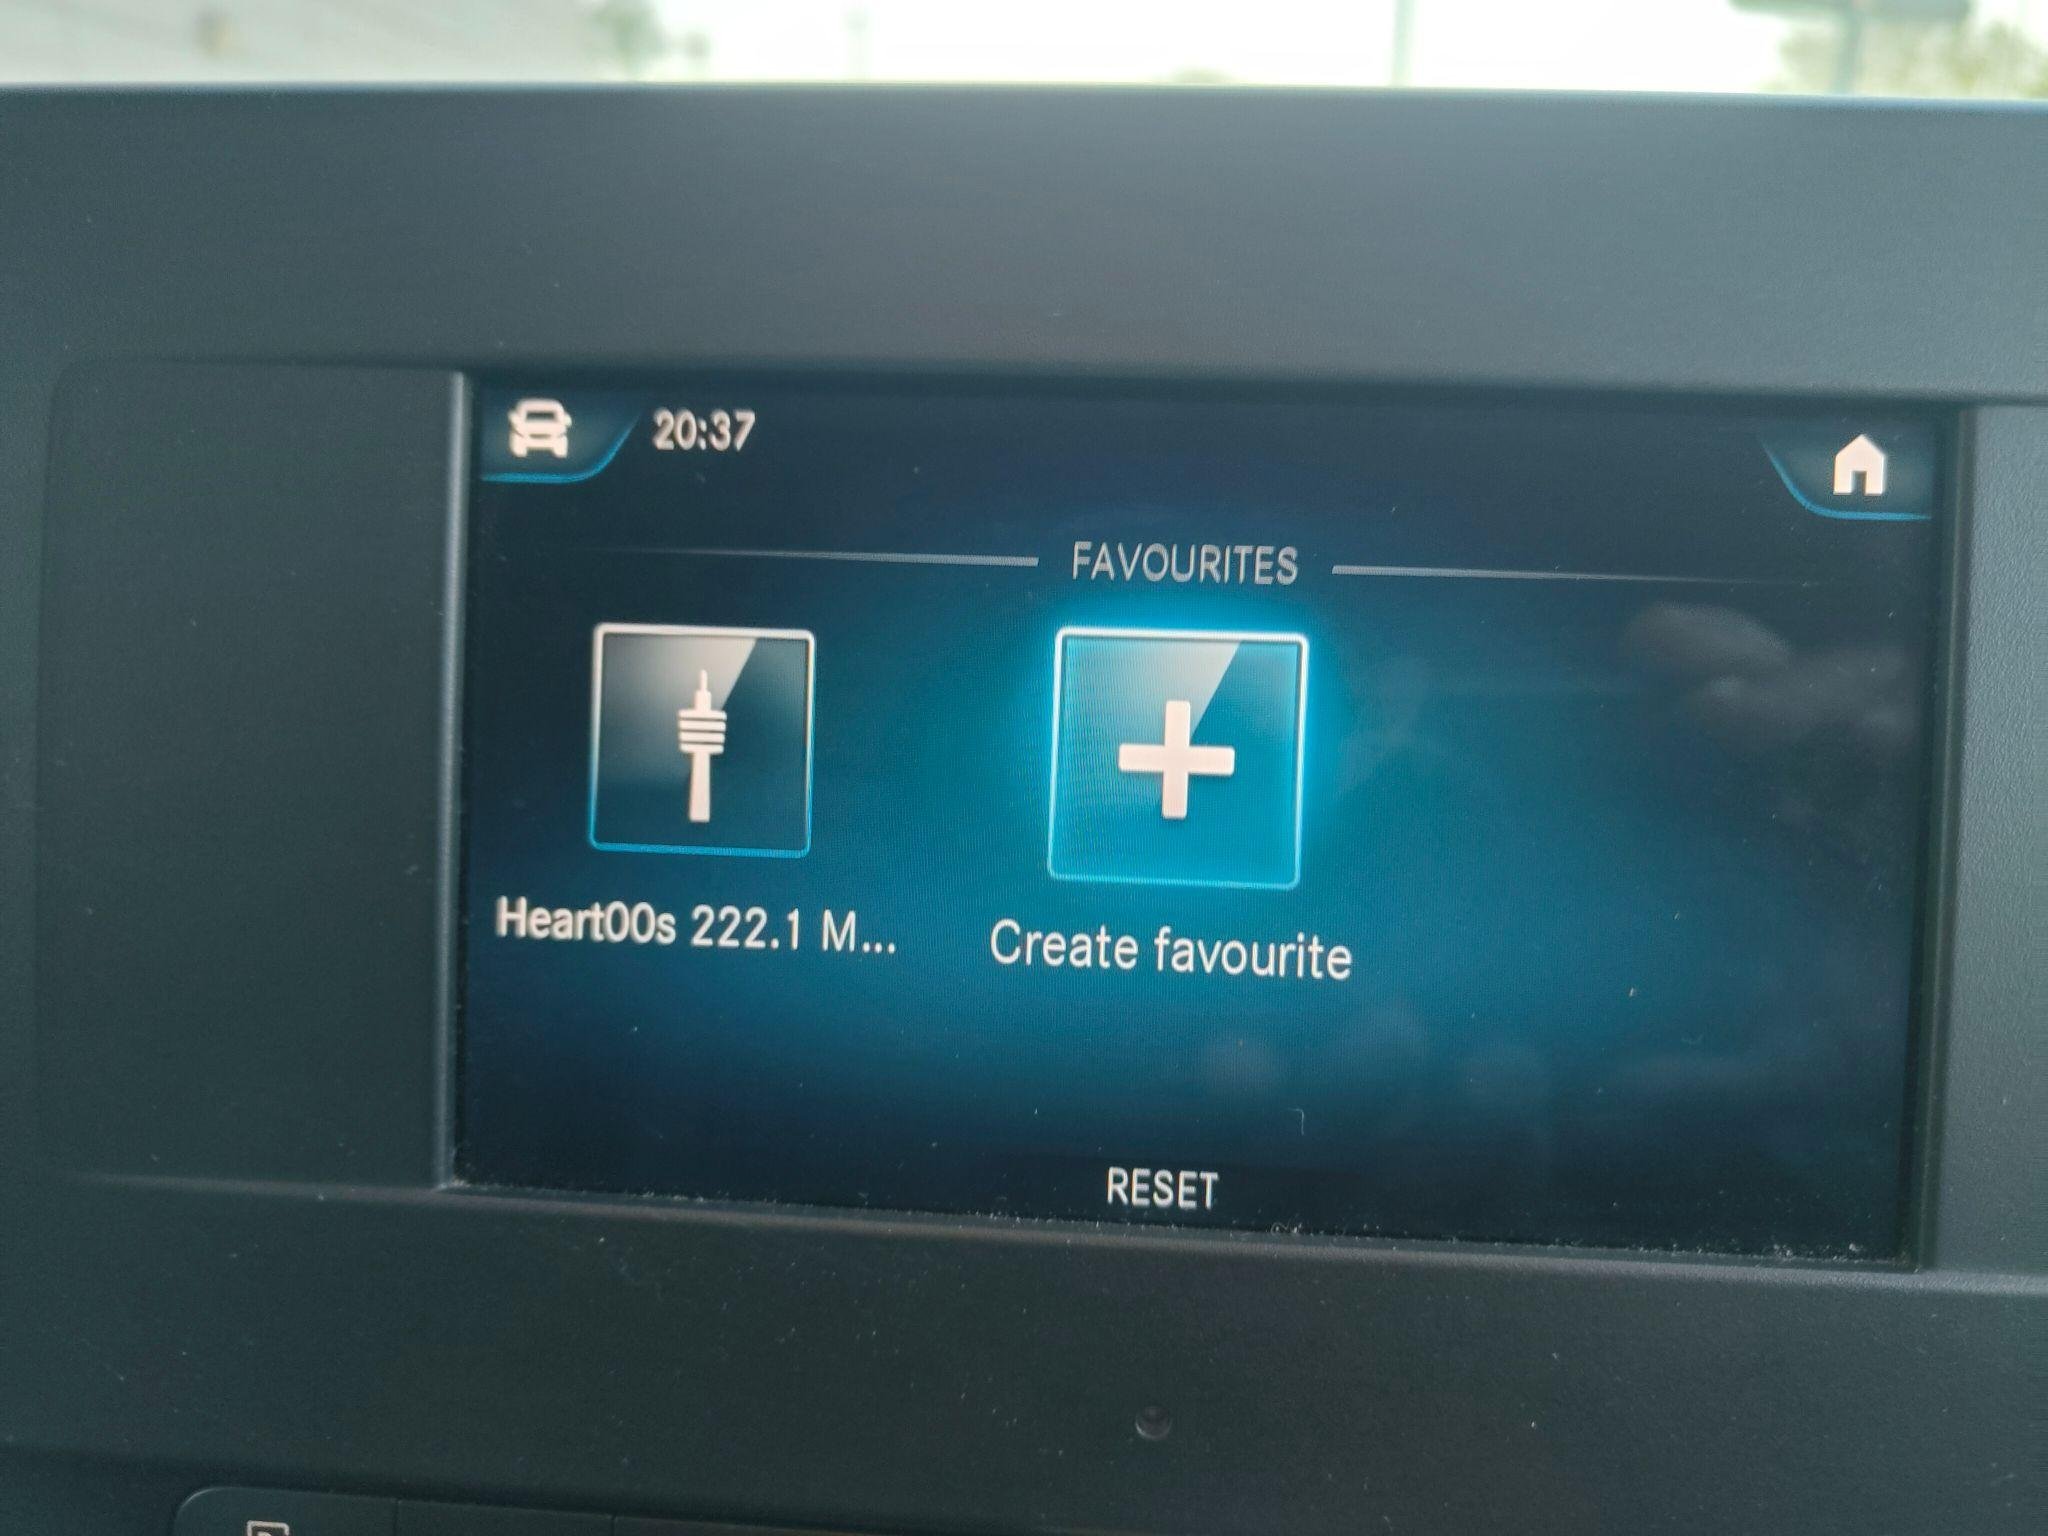 20:37
FAVOURITES
Heart00s 222.1 M...
Create favourite
RESET